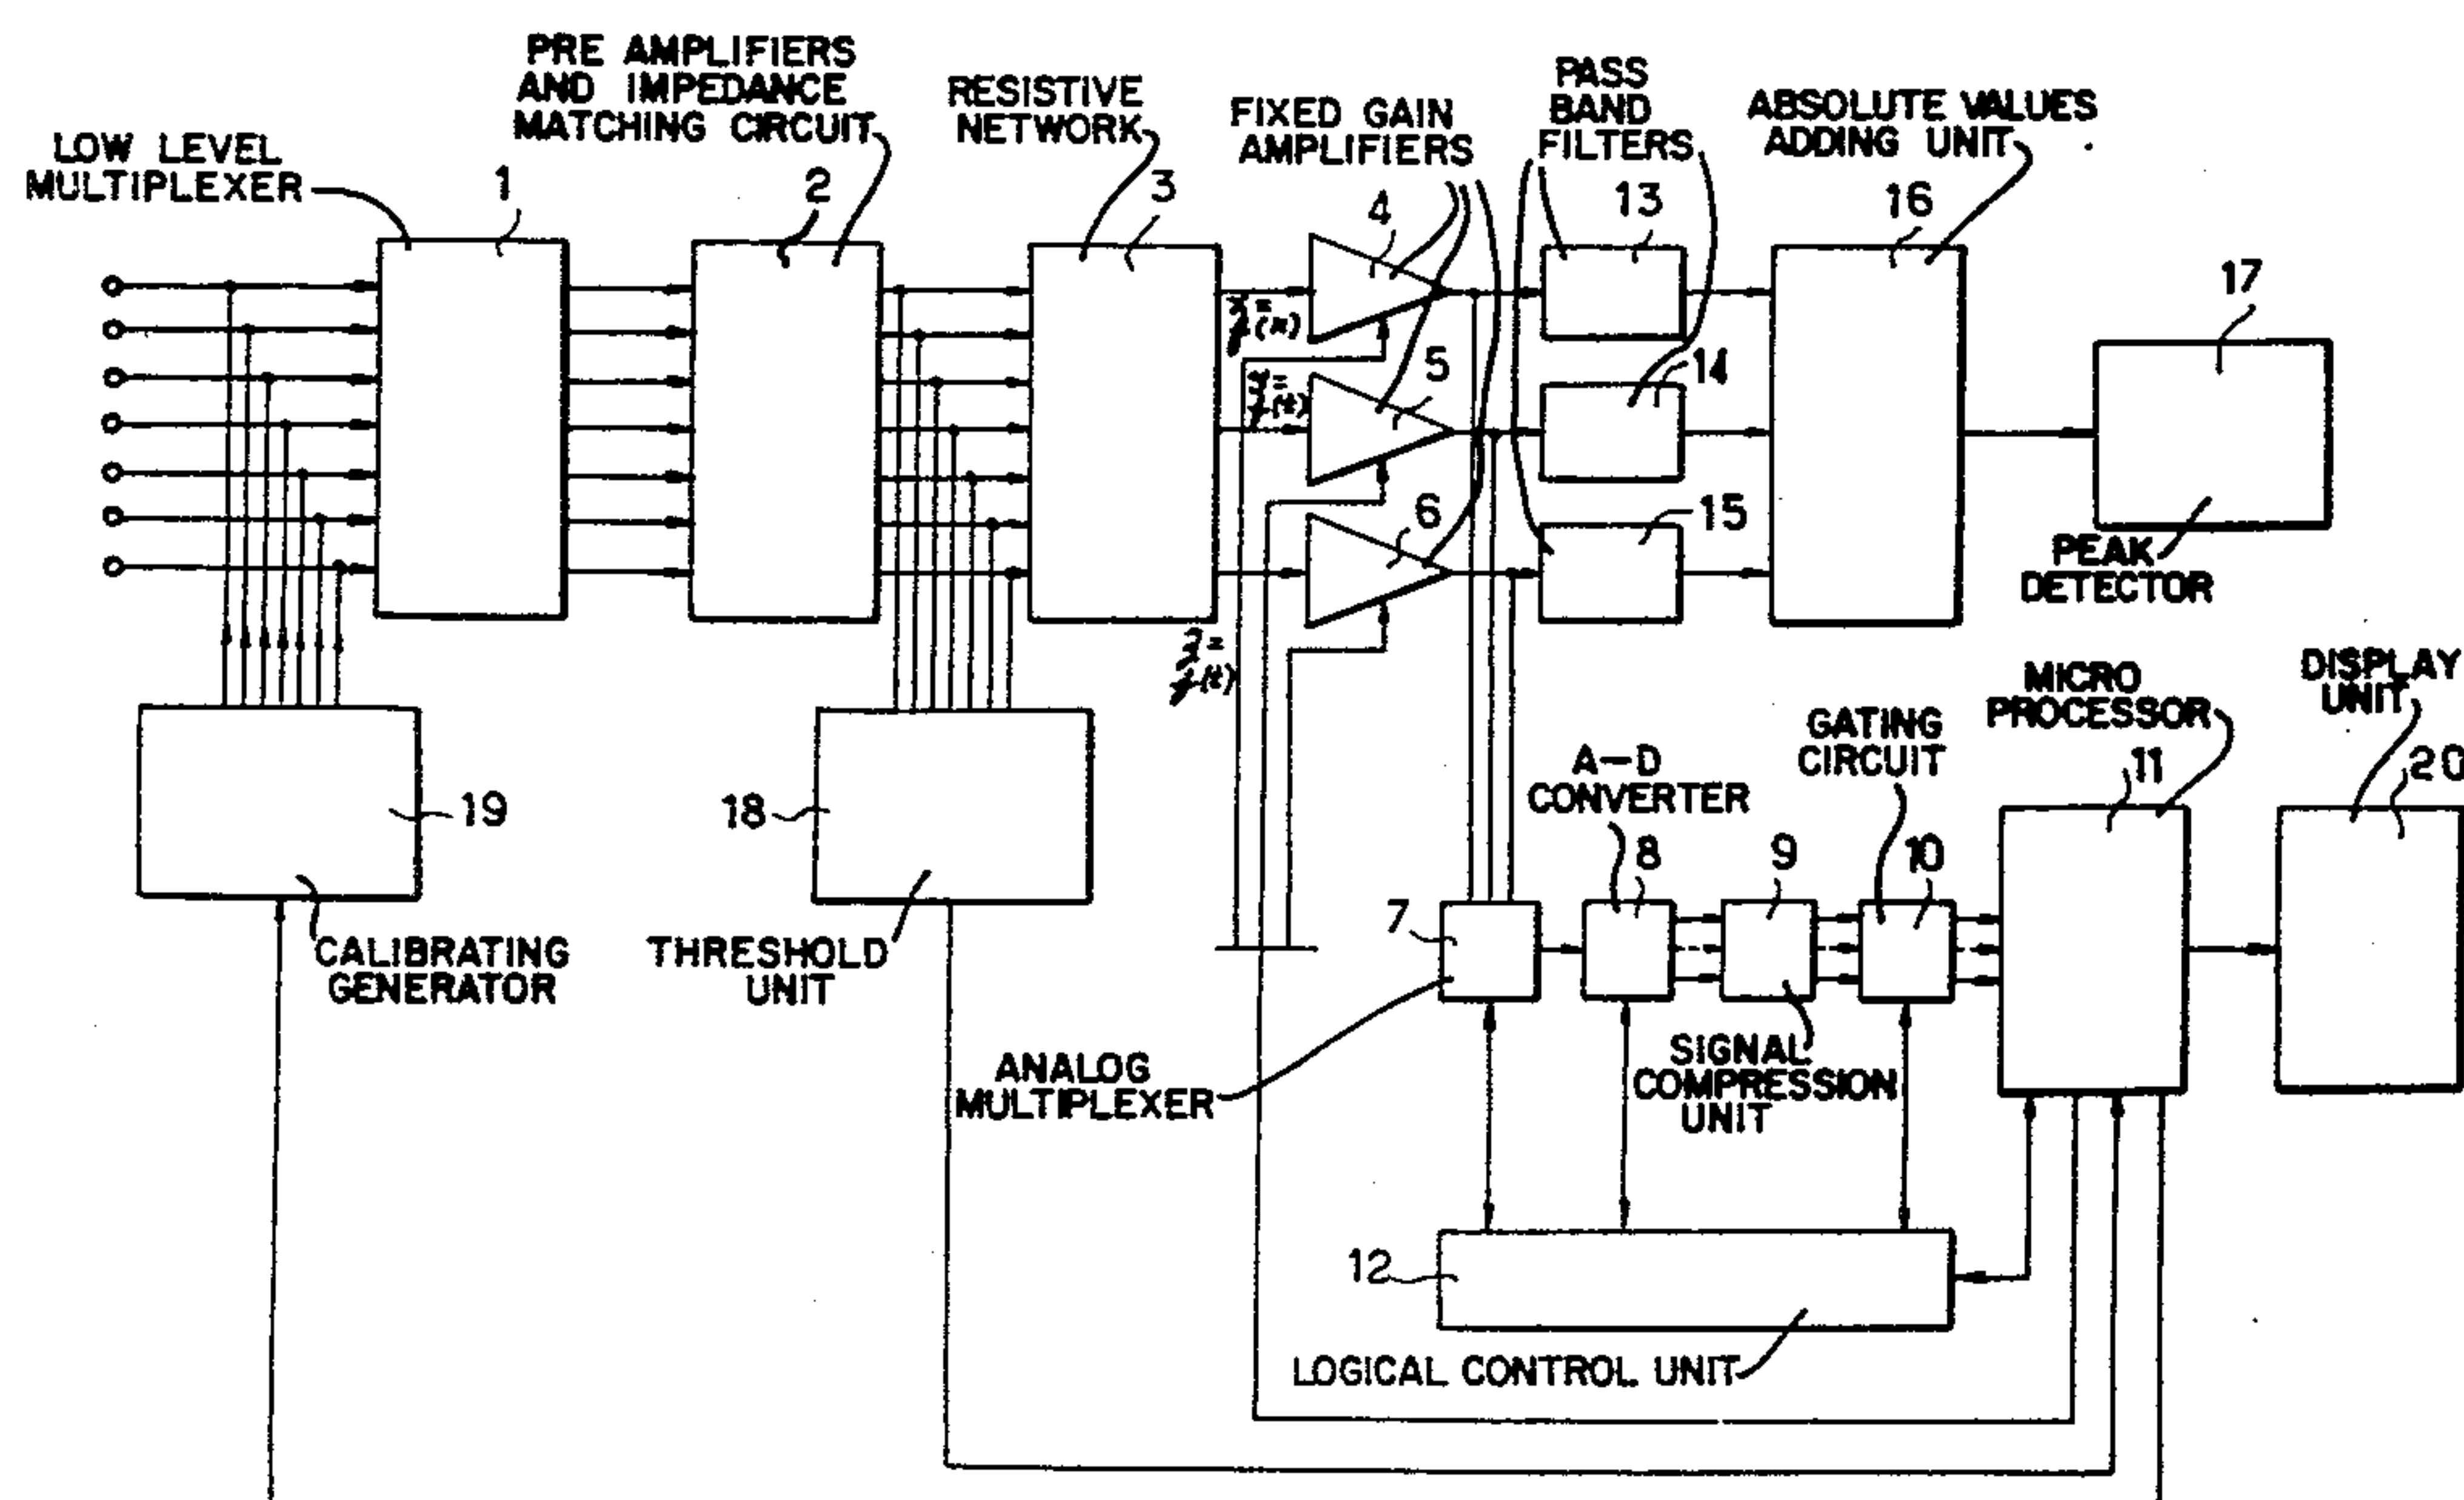 PRE AMPLIFIERS
AND IMPEDANCE
MATCHING CIRCUIT
LOW LEVEL
MULTIPLEXER
RESISTIVE
NETWORK
FIXED GAIN
AMPLIFIERS
PASS
BAND
FILTERS
ABSOLUTE VALUES
ADDING UNIT
1
2
3
4
13
16
17
5
14
6
15
PEAK
DETECTOR
19
CALIBRATING
GENERATOR
18
THRESHOLD
UNIT
MICRO
PROCESSOR
DISPLAY
UNIT
GATING
CIRCUIT
A-D
CONVERTER
11
20
7
8
9
10
ANALOG
MULTIPLEXER
SIGNAL
COMPRESSION
UNIT
12
LOGICAL CONTROL UNIT